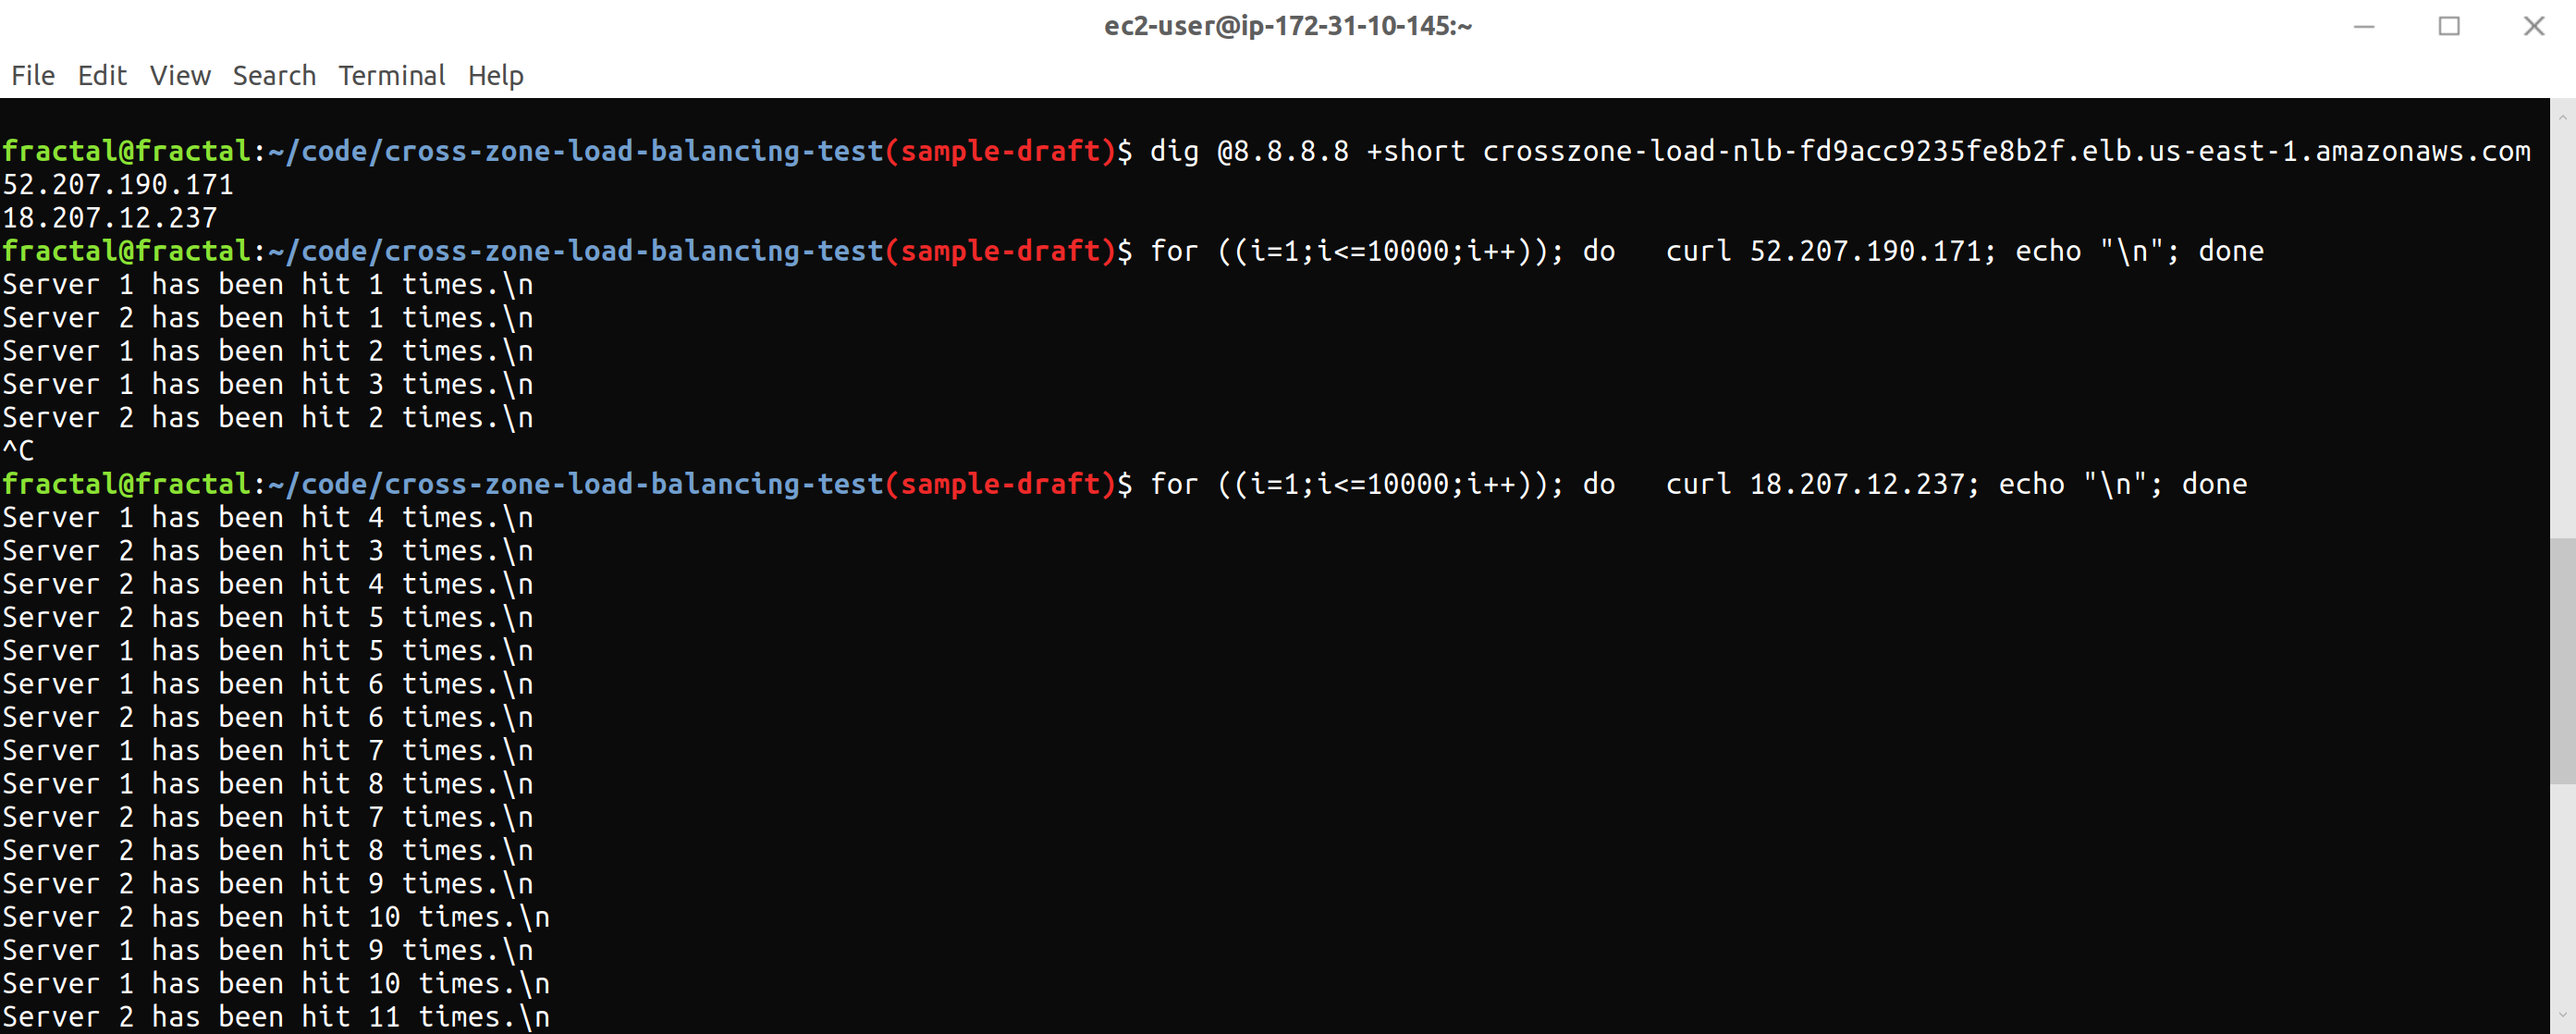 ec2-user@ip-172-31-10-145:~
File Edit View Search Terminal Help
fractal@fractal:~/code/cross-zone-load-balancing-test(sample-draft)$ dig @8.8.8.8 +short crosszone-load-nlb-fd9acc9235fe8b2f.elb.us-east-1.amazonaws.com
52.207.190.171
18.207.12.237
fractal@fractal:~/code/cross-zone-load-balancing-test(sample-draft)$ for ((i=1;i<=10000;i++)); do   curl 52.207.190.171; echo "\n"; done
Server 1 has been hit 1 times.\n
Server 2 has been hit 1 times.\n
Server 1 has been hit 2 times.\n
Server 1 has been hit 3 times.\n
Server 2 has been hit 2 times.\n
^C
fractal@fractal:~/code/cross-zone-load-balancing-test(sample-draft)$ for ((i=1;i<=10000;i++)); do   curl 18.207.12.237; echo "\n"; done
Server 1 has been hit 4 times.\n
Server 2 has been hit 3 times.\n
Server 2 has been hit 4 times.\n
Server 2 has been hit 5 times.\n
Server 1 has been hit 5 times.\n
Server 1 has been hit 6 times.\n
Server 2 has been hit 6 times.\n
Server 1 has been hit 7 times.\n
Server 1 has been hit 8 times.\n
Server 2 has been hit 7 times.\n
Server 2 has been hit 8 times.\n
Server 2 has been hit 9 times.\n
Server 2 has been hit 10 times.\n
Server 1 has been hit 9 times.\n
Server 1 has been hit 10 times.\n
Server 2 has been hit 11 times.\n